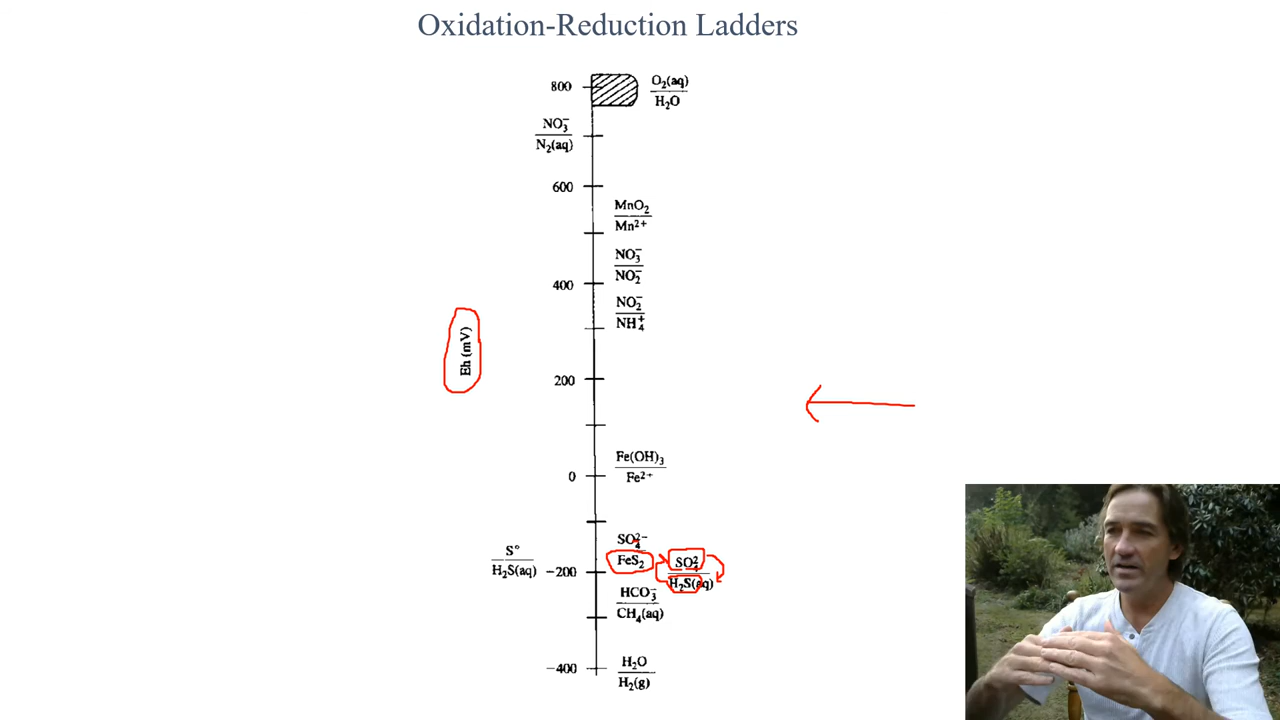 Oxidation-Reduction Ladders
800
O₂(aq)
H₂O
NO₃⁻
N₂(aq)
600
MnO₂
Mn²⁺
NO₃⁻
NO₂⁻
400
NO₂⁻
NH₄⁺
Eh (mV)
200
Fe(OH)₃
Fe²⁺
0
SO₄²⁻
FeS₂
S°
H₂S(aq)
-200
SO₄²
H₂S(aq)
HCO₃⁻
CH₄(aq)
-400
H₂O
H₂(g)